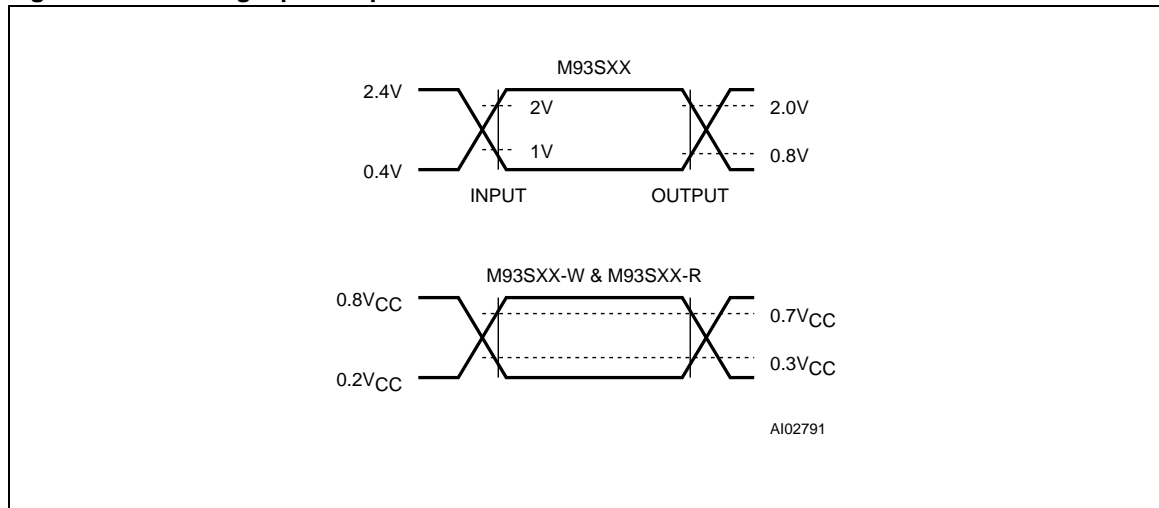 M93SXX
2.4V
2V
2.0V
1V
0.8V
0.4V
INPUT OUTPUT
M93SXX-W & M93SXX-R
0.8VCC
0.7VCC
0.3VCC
0.2VCC
AI02791